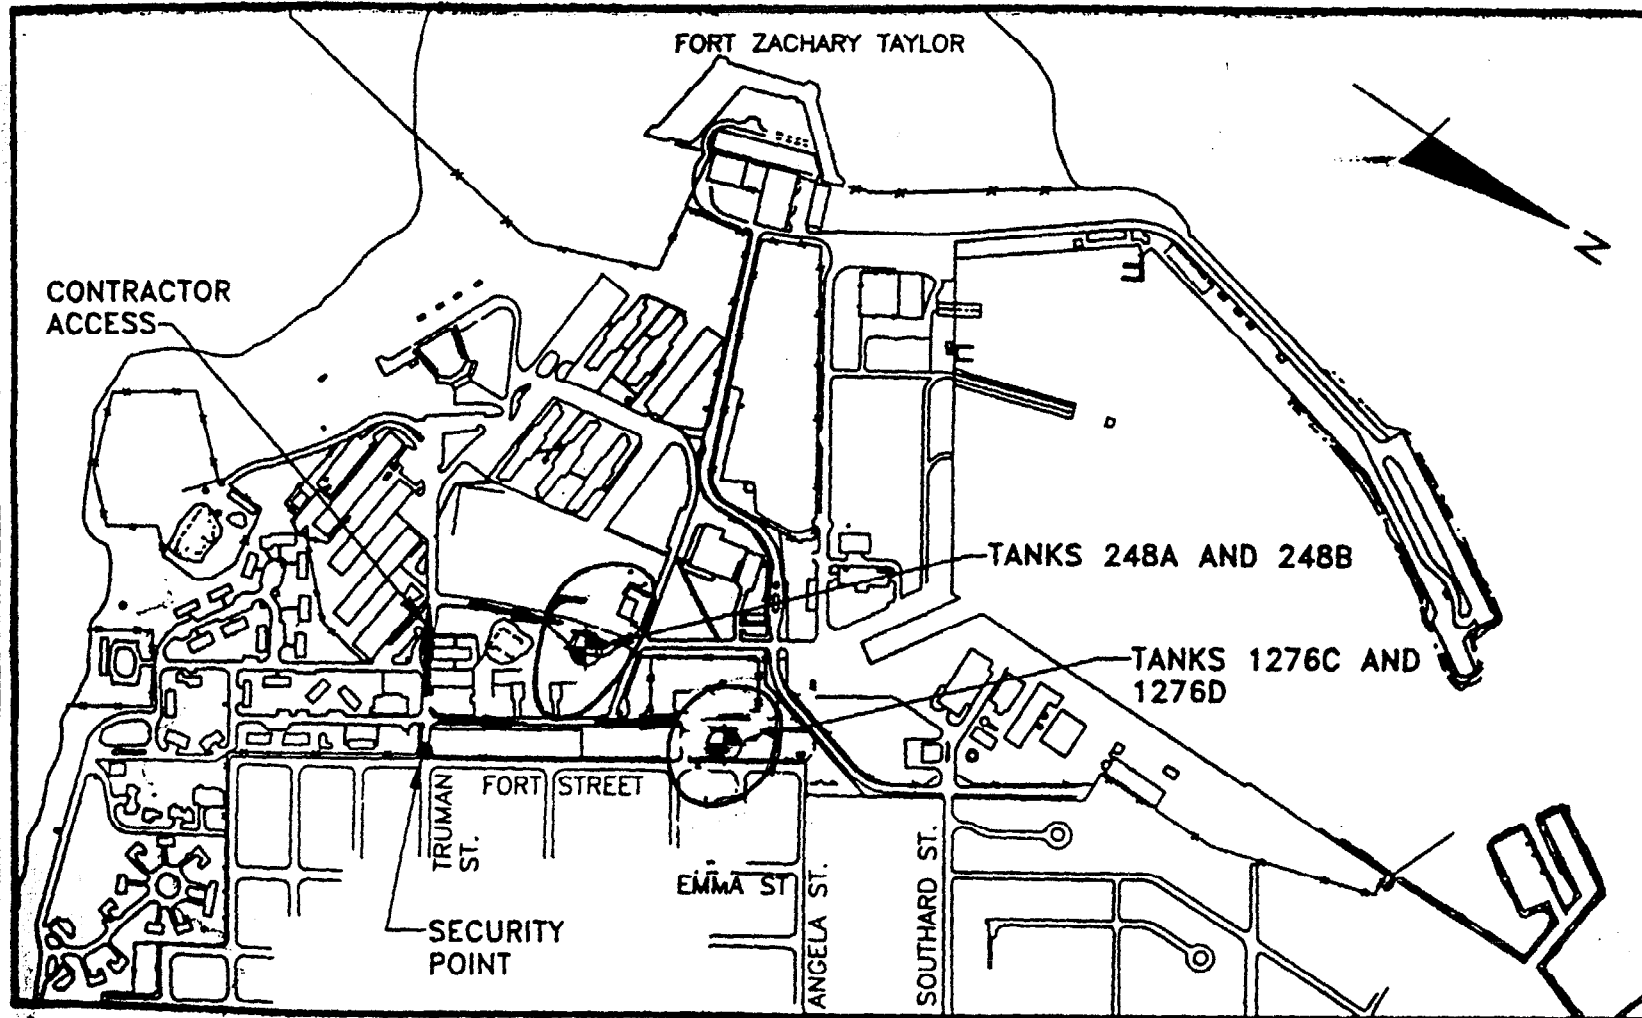 FORT ZACHARY TAYLOR
N
CONTRACTOR
ACCESS
TANKS 248A AND 248B
TANKS 1276C AND
1276D
FORT STREET
TRUMAN
ST.
EMMA ST
ANGELA ST.
SOUTHARD ST.
SECURITY
POINT